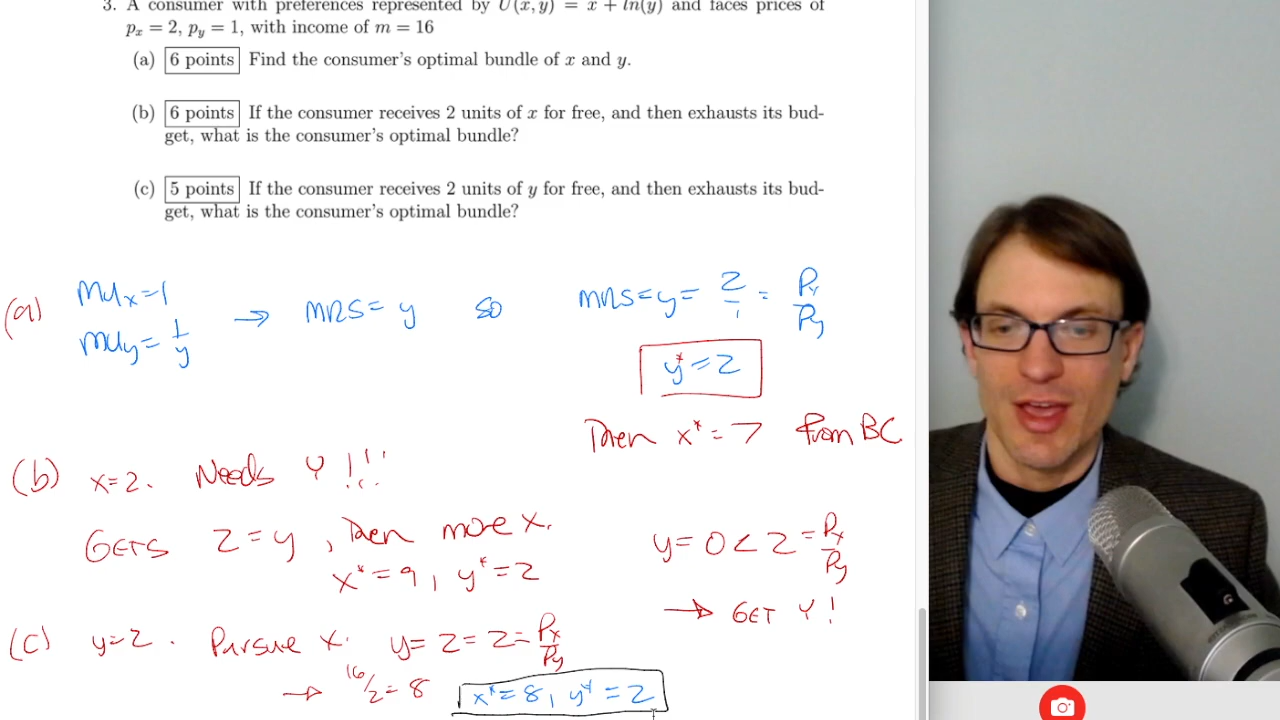 3. A consumer with preferences represented by U(x, y) = x + ln(y) and faces prices of
px = 2, py = 1, with income of m = 16
(a) 6 points Find the consumer's optimal bundle of x and y.
(b) 6 points If the consumer receives 2 units of x for free, and then exhausts its bud-
get, what is the consumer's optimal bundle?
(c) 5 points If the consumer receives 2 units of y for free, and then exhausts its bud-
get, what is the consumer's optimal bundle?
(a) MUx=1
MUy= 1/y
→ MRS= y so MRS=y= 2/1 = Px/Py
y*=2
Then x*=7 from BC
(b) x=2. Needs Y!!!
GETS 2=y, Then more x.
x*=9, y*=2
y=0<2=Px/Py
→ GET Y!
(c) y=2. Pursue x. y=2=2=Px/Py
→ 16/2=8 x*=8, y*=2